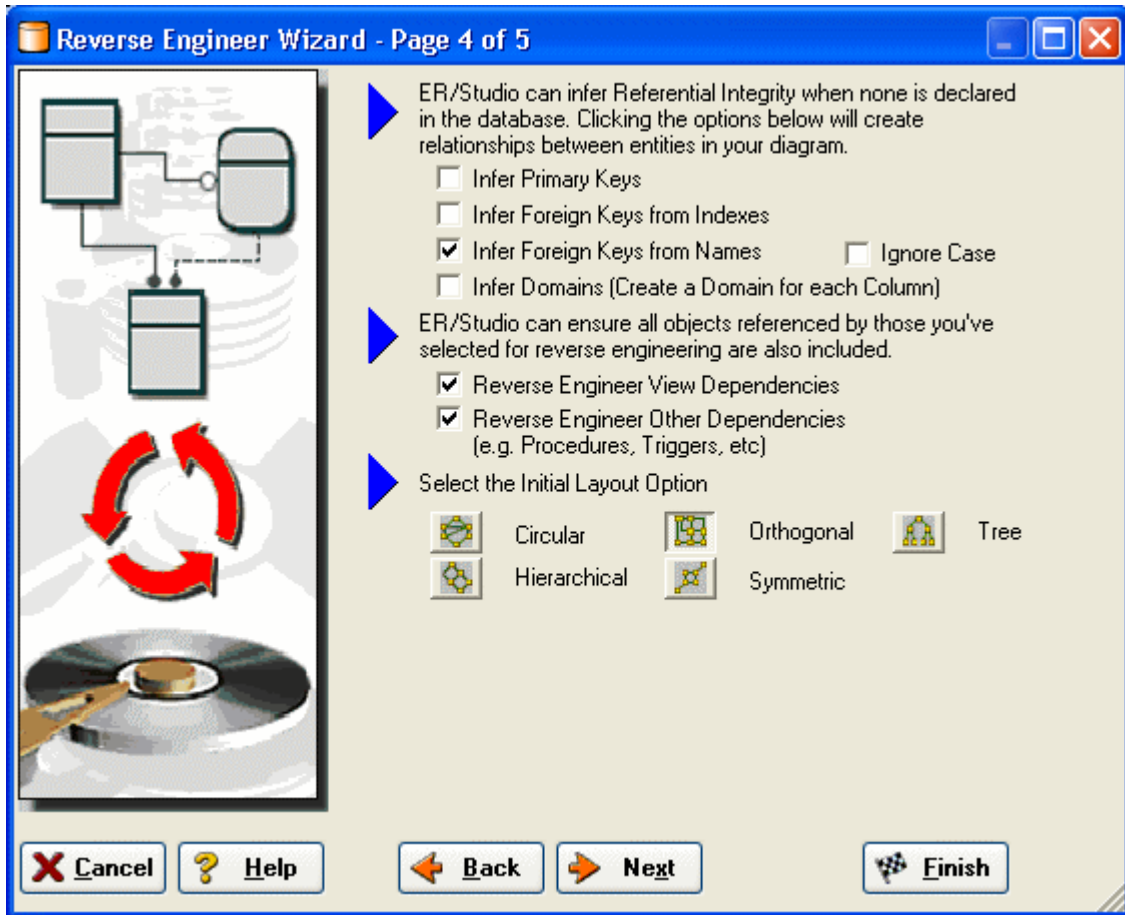 Reverse Engineer Wizard - Page 4 of 5
ER/Studio can infer Referential Integrity when none is declared
in the database. Clicking the options below will create
relationships between entities in your diagram.
Infer Primary Keys
Infer Foreign Keys from Indexes
Infer Foreign Keys from Names Ignore Case
Infer Domains (Create a Domain for each Column)
ER/Studio can ensure all objects referenced by those you've
selected for reverse engineering are also included.
Reverse Engineer View Dependencies
Reverse Engineer Other Dependencies
(e.g. Procedures, Triggers, etc)
Select the Initial Layout Option
Circular Orthogonal Tree
Hierarchical Symmetric
Cancel Help Back Next Finish